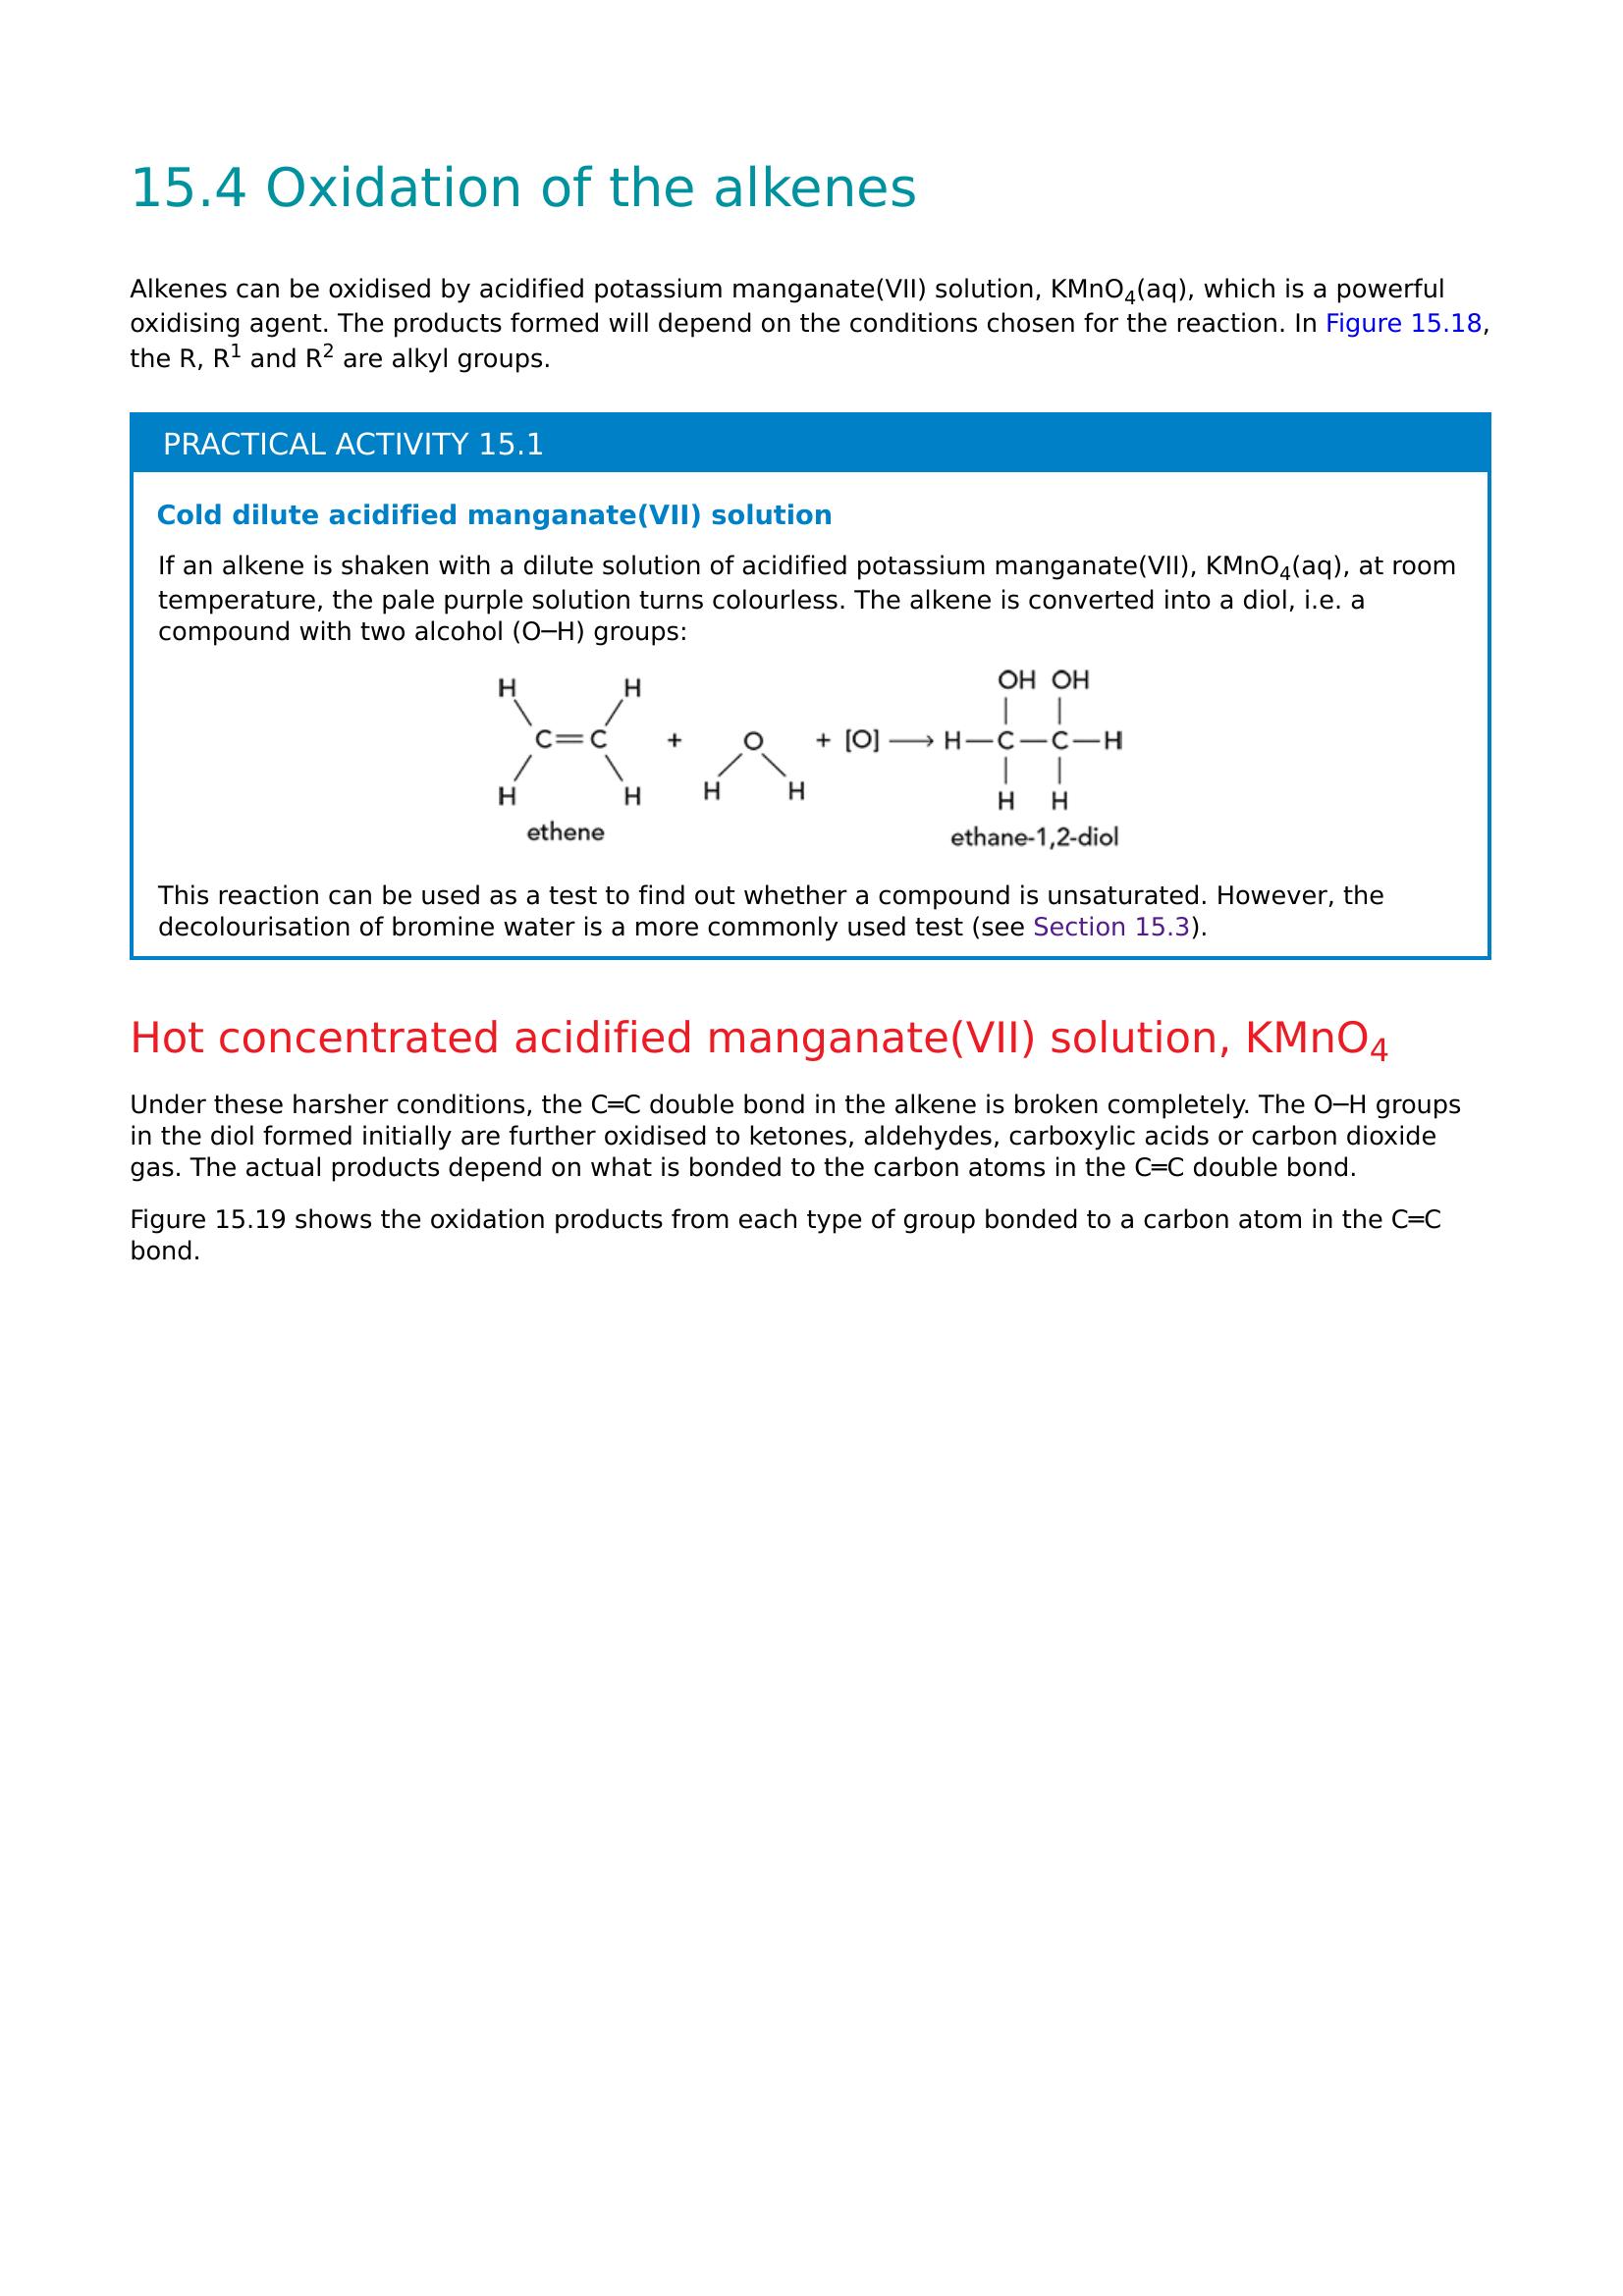 15.4 Oxidation of the alkenes
Alkenes can be oxidised by acidified potassium manganate(VII) solution, KMnO₄(aq), which is a powerful
oxidising agent. The products formed will depend on the conditions chosen for the reaction. In Figure 15.18,
the R, R¹ and R² are alkyl groups.
PRACTICAL ACTIVITY 15.1
Cold dilute acidified manganate(VII) solution
If an alkene is shaken with a dilute solution of acidified potassium manganate(VII), KMnO₄(aq), at room
temperature, the pale purple solution turns colourless. The alkene is converted into a diol, i.e. a
compound with two alcohol (O─H) groups:
H H OH OH
C=C + O + [O] ⟶ H—C—C—H
H H H H H H
ethene ethane-1,2-diol
This reaction can be used as a test to find out whether a compound is unsaturated. However, the
decolourisation of bromine water is a more commonly used test (see Section 15.3).
Hot concentrated acidified manganate(VII) solution, KMnO₄
Under these harsher conditions, the C═C double bond in the alkene is broken completely. The O─H groups
in the diol formed initially are further oxidised to ketones, aldehydes, carboxylic acids or carbon dioxide
gas. The actual products depend on what is bonded to the carbon atoms in the C═C double bond.
Figure 15.19 shows the oxidation products from each type of group bonded to a carbon atom in the C═C
bond.